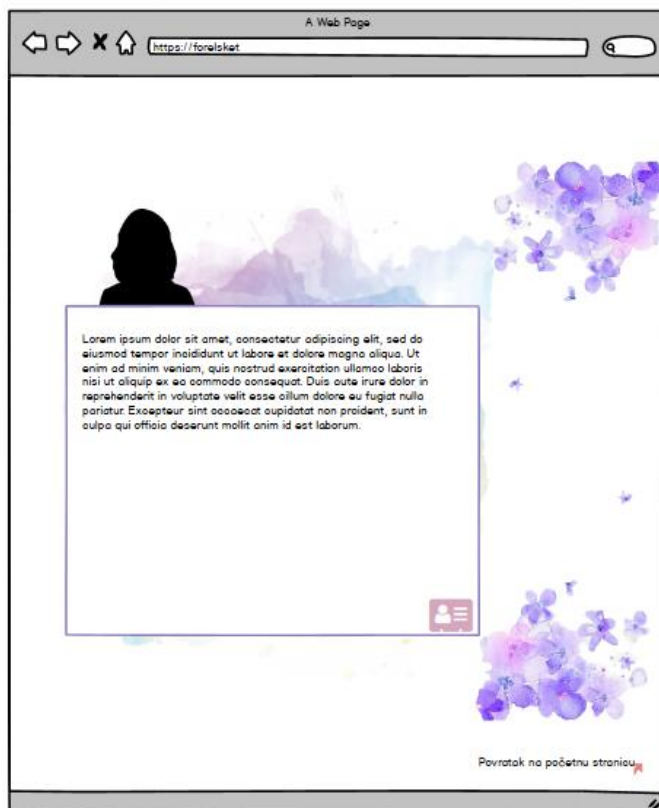 A Web Page
https://forelsket
Lorem ipsum dolor sit amet, consectetur adipiscing elit, sed do
eiusmod tempor incididunt ut labore et dolore magna aliqua. Ut
enim ad minim veniam, quis nostrud exercitation ullamco laboris
nisi ut aliquip ex ea commodo consequat. Duis aute irure dolor in
reprehenderit in voluptate velit esse cillum dolore eu fugiat nulla
pariatur. Excepteur sint occaecat cupidatat non proident, sunt in
culpa qui officia deserunt mollit anim id est laborum.
Povratak na početnu stranicu